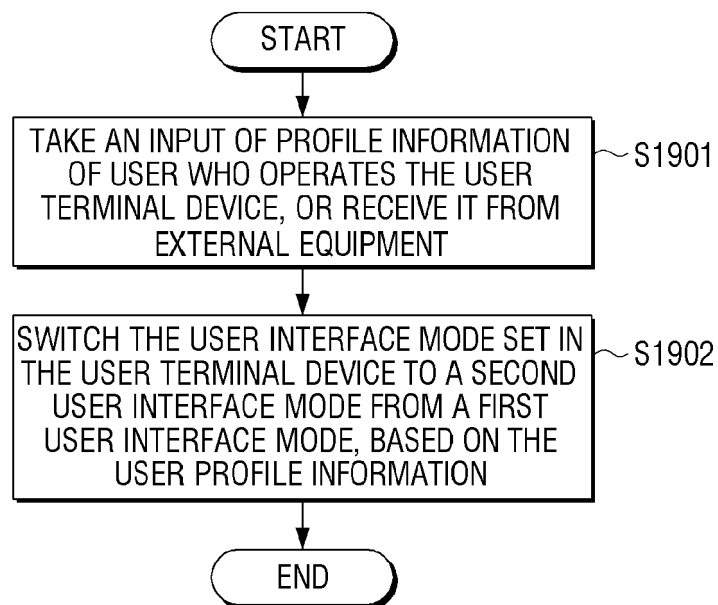 START
TAKE AN INPUT OF PROFILE INFORMATION
OF USER WHO OPERATES THE USER
TERMINAL DEVICE, OR RECEIVE IT FROM
EXTERNAL EQUIPMENT
S1901
SWITCH THE USER INTERFACE MODE SET IN
THE USER TERMINAL DEVICE TO A SECOND
USER INTERFACE MODE FROM A FIRST
USER INTERFACE MODE, BASED ON THE
USER PROFILE INFORMATION
S1902
END